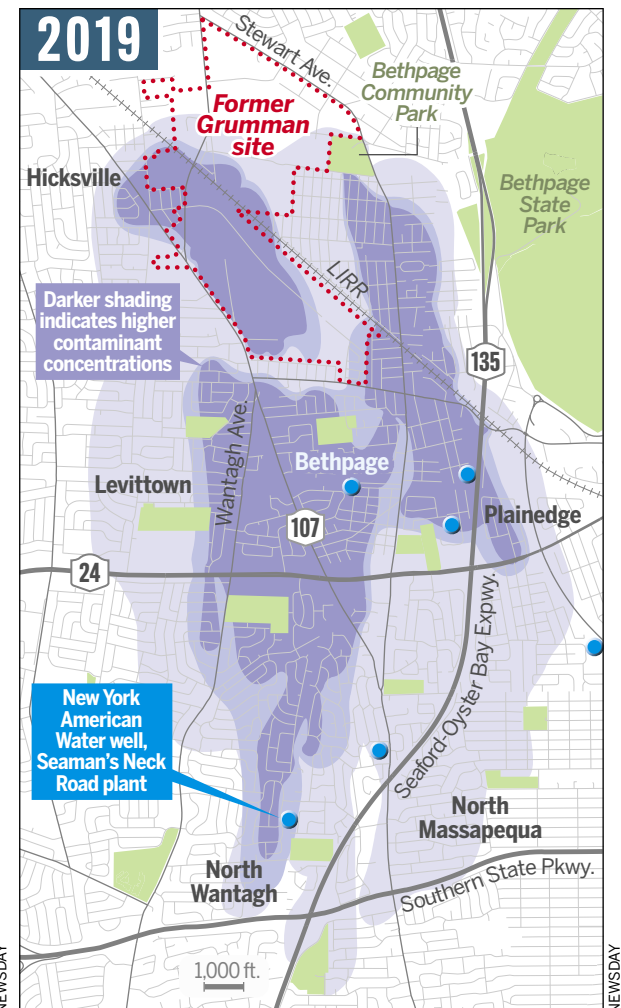 2019
Stewart Ave.
Bethpage
Community
Park
Former
Grumman
site
Hicksville
Bethpage
State
Park
LIRR
Darker shading
indicates higher
contaminant
concentrations
135
Wantagh Ave.
Bethpage
Levittown
107
Plainedge
24
Seaford-Oyster Bay Expwy.
New York
American
Water well,
Seaman's Neck
Road plant
North
Massapequa
North
Wantagh
Southern State Pkwy.
1,000 ft.
NEWSDAY
NEWSDAY